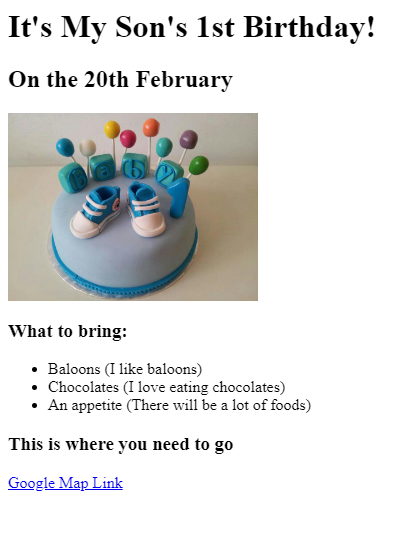 It's My Son's 1st Birthday!
On the 20th February
baby
1
What to bring:
Baloons (I like baloons)
Chocolates (I love eating chocolates)
An appetite (There will be a lot of foods)
This is where you need to go
Google Map Link